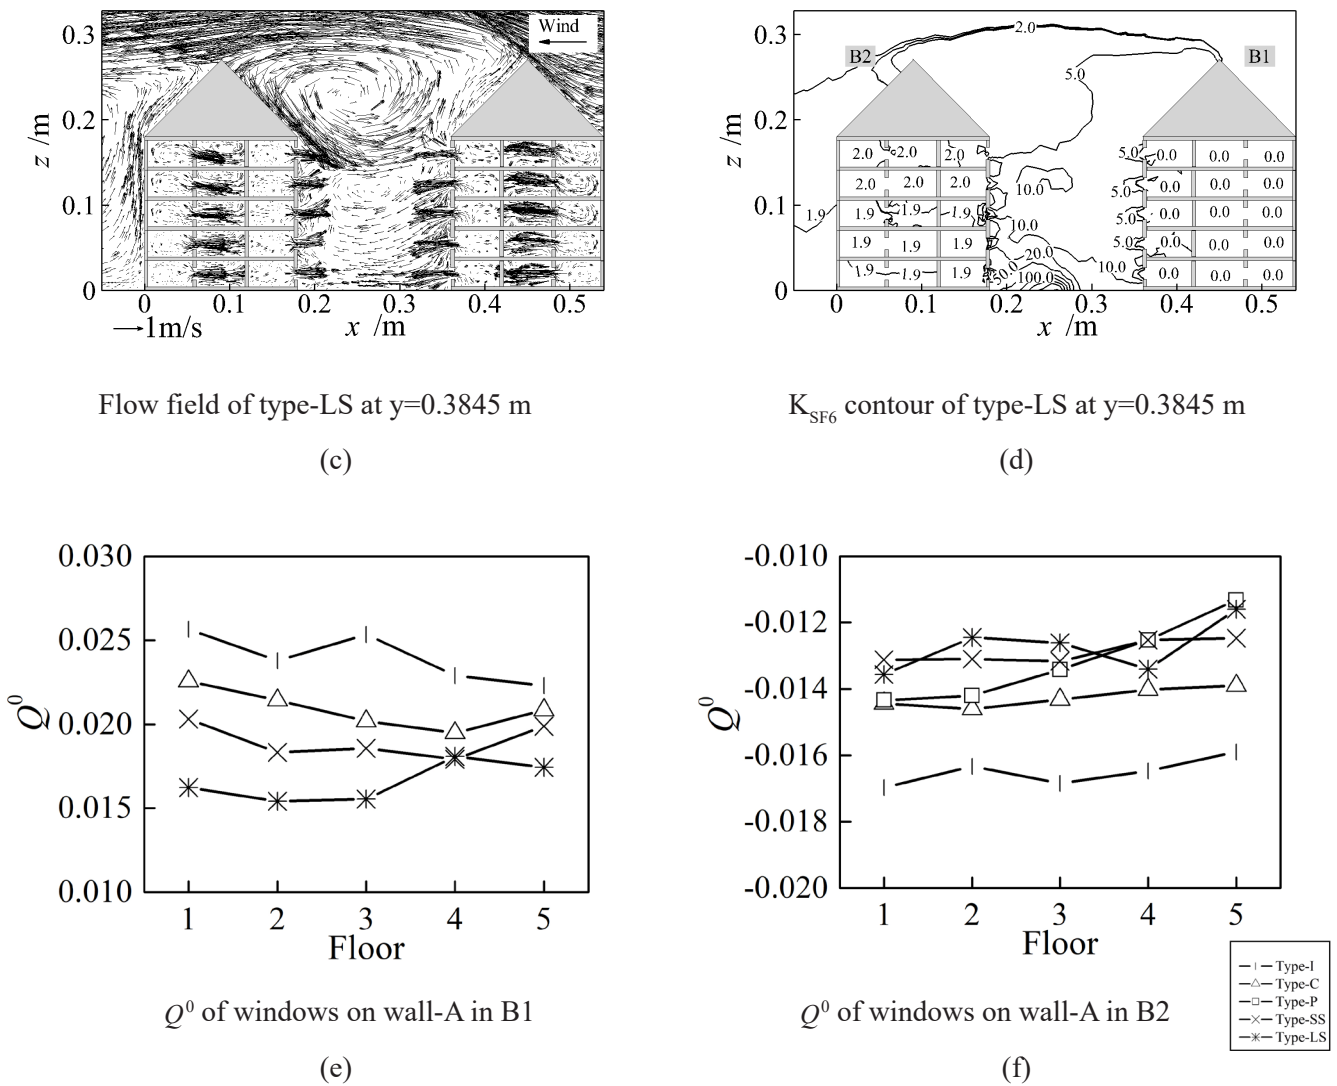 0.3
0.2
0.1
0
z /m
Wind
0 0.1 0.2 0.3 0.4 0.5
1m/s
x /m
Flow field of type-LS at y=0.3845 m
(c)
0.3
0.2
0.1
0
z /m
B2
2.0
B1
5.0
2.0 2.0 2.0
2.0 2.0 2.0
1.9
1.9 1.9 1.9
1.9 1.9 1.9
1.9 1.9 1.9
10.0
10.0
20.0
50.0
100.0
10.0
5.0 0.0 0.0 0.0
5.0 0.0 0.0 0.0
5.0 0.0 0.0 0.0
5.0 0.0 0.0 0.0
0.0 0.0 0.0
0 0.1 0.2 0.3 0.4 0.5
x /m
K_SF6 contour of type-LS at y=0.3845 m
(d)
0.030
0.025
0.020
0.015
0.010
Q⁰
1 2 3 4 5
Floor
Q⁰ of windows on wall-A in B1
(e)
-0.010
-0.012
-0.014
-0.016
-0.018
-0.020
Q⁰
1 2 3 4 5
Floor
Q⁰ of windows on wall-A in B2
(f)
Type-I
Type-C
Type-P
Type-SS
Type-LS